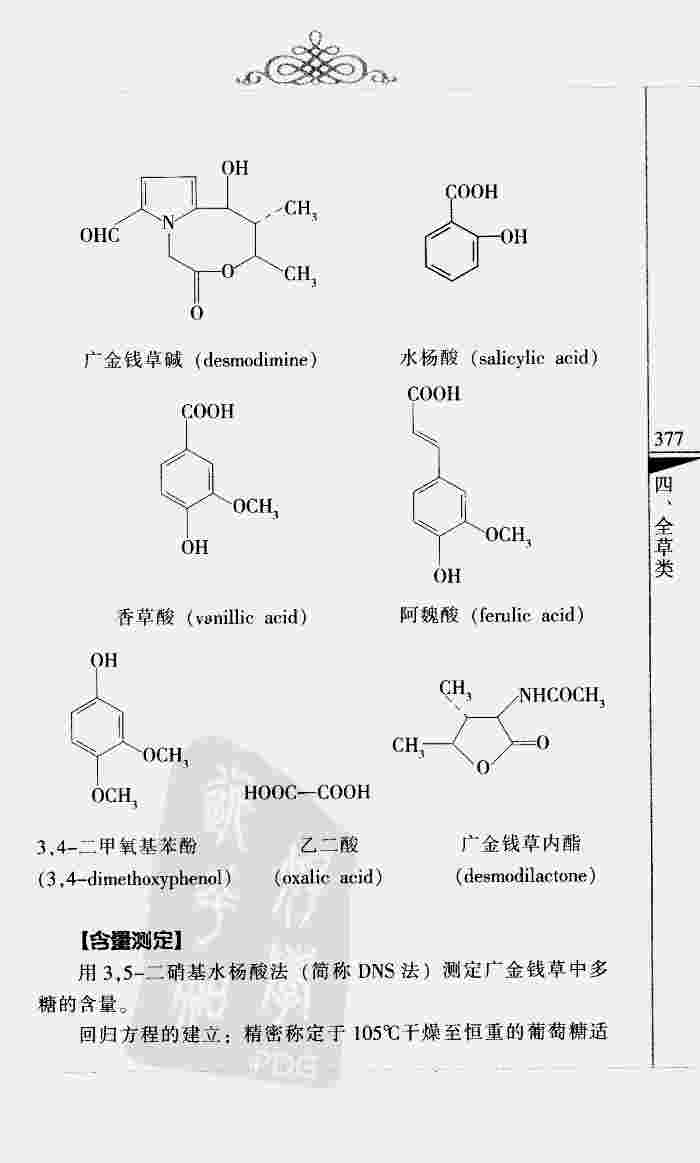 OH
CH₃
OHC
N
O
CH₃
O
COOH
OH
广金钱草碱 (desmodimine)
水杨酸 (salicylic acid)
COOH
OCH₃
OH
COOH
OCH₃
OH
377
四、全草类
香草酸 (vanillic acid)
阿魏酸 (ferulic acid)
OH
OCH₃
OCH₃
HOOC—COOH
CH₃
NHCOCH₃
CH₃
O
O
3,4-二甲氧基苯酚
(3,4-dimethoxyphenol)
乙二酸
(oxalic acid)
广金钱草内酯
(desmodilactone)
【含量测定】
用 3,5-二硝基水杨酸法 (简称 DNS 法) 测定广金钱草中多
糖的含量。
回归方程的建立：精密称定于 105℃干燥至恒重的葡萄糖适
PDG